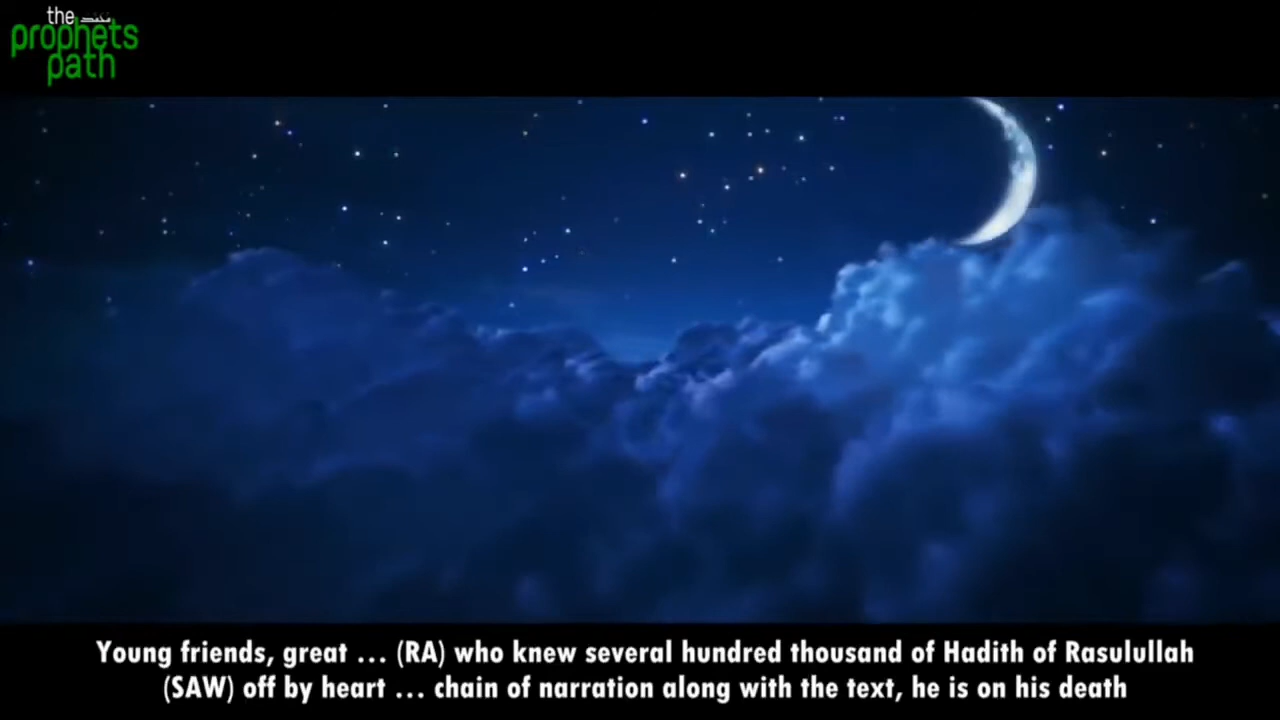 the
prophets
path
Young friends, great ... (RA) who knew several hundred thousand of Hadith of Rasulullah
(SAW) off by heart ... chain of narration along with the text, he is on his death